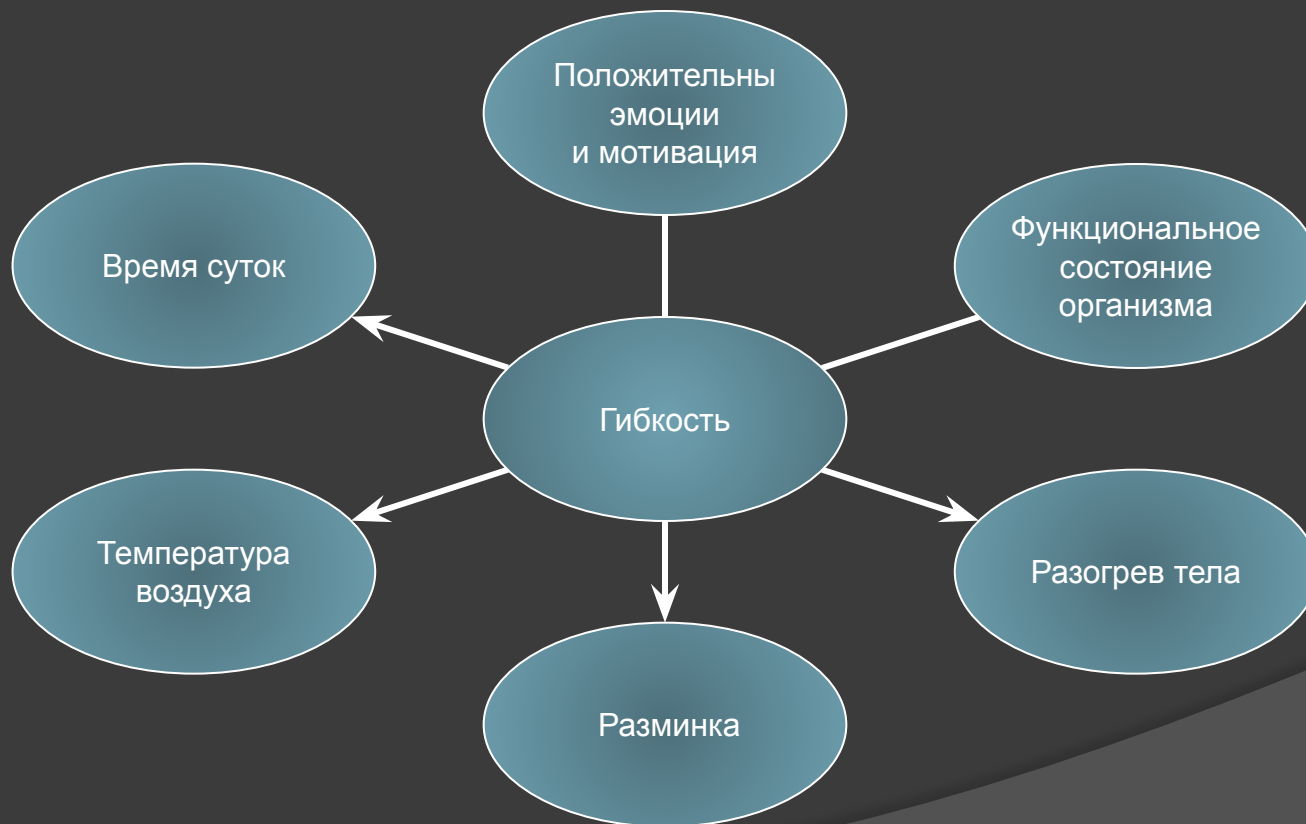 Положительны
эмоции
и мотивация
Функциональное
состояние
организма
Время суток
Гибкость
Температура
воздуха
Разогрев тела
Разминка